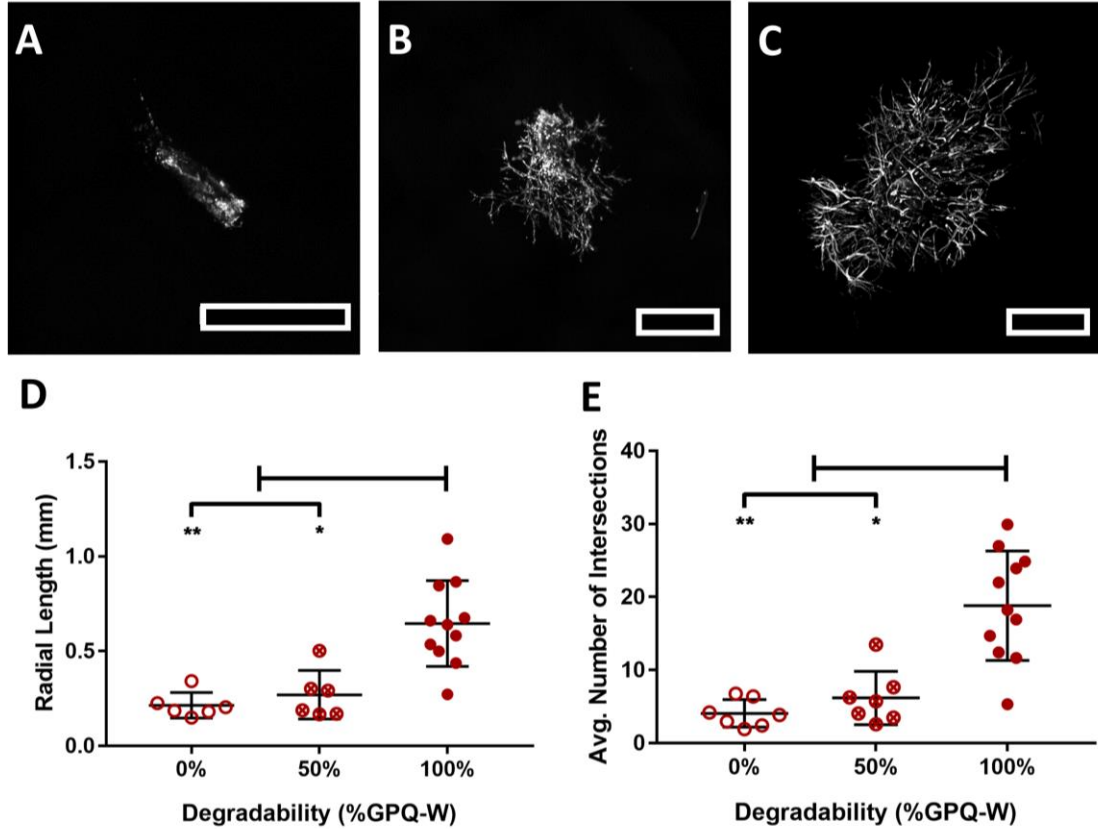 A
B
C
D
1.5
1.0
0.5
0.0
Radial Length (mm)
**
*
0%
50%
100%
Degradability (%GPQ-W)
E
40
30
20
10
0
Avg. Number of Intersections
**
*
0%
50%
100%
Degradability (%GPQ-W)